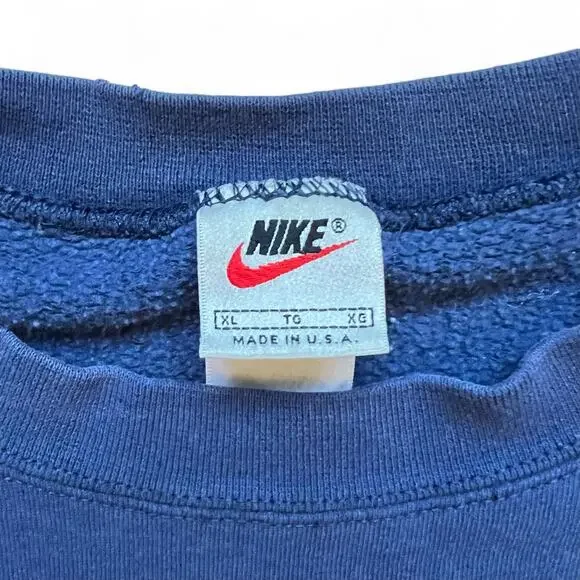 NIKE®
XL TG XG
MADE IN U.S.A.